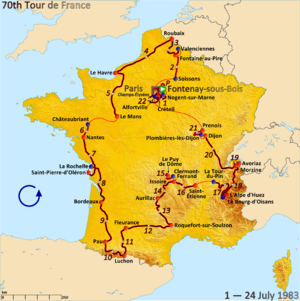 70th Tour de France
Roubaix
3
Valenciennes
4
Fontaine-au-Pire
2
Le Havre
Soissons
5
Paris
Fontenay-sous-Bois
Champs-Élysées
1
Nogent-sur-Marne
Alfortville
22
Créteil
Châteaubriant
Le Mans
6
Nantes
21
Prenois
Dijon
Plombières-lès-Dijon
7
20
19
Avoriaz
Morzine
Le Puy
de Dôme
Clermont-
Ferrand
La Tour-
du-Pin
18
La Rochelle
Saint-Pierre-d'Oléron
15
Issoire
16
Saint-
Étienne
17
L'Alpe d'Huez
Le Bourg-d'Oisans
8
Aurillac
14
Bordeaux
13
9
Fleurance
Roquefort-sur-Soulzon
12
Pau
11
10
Luchon
1 — 24 July 1983